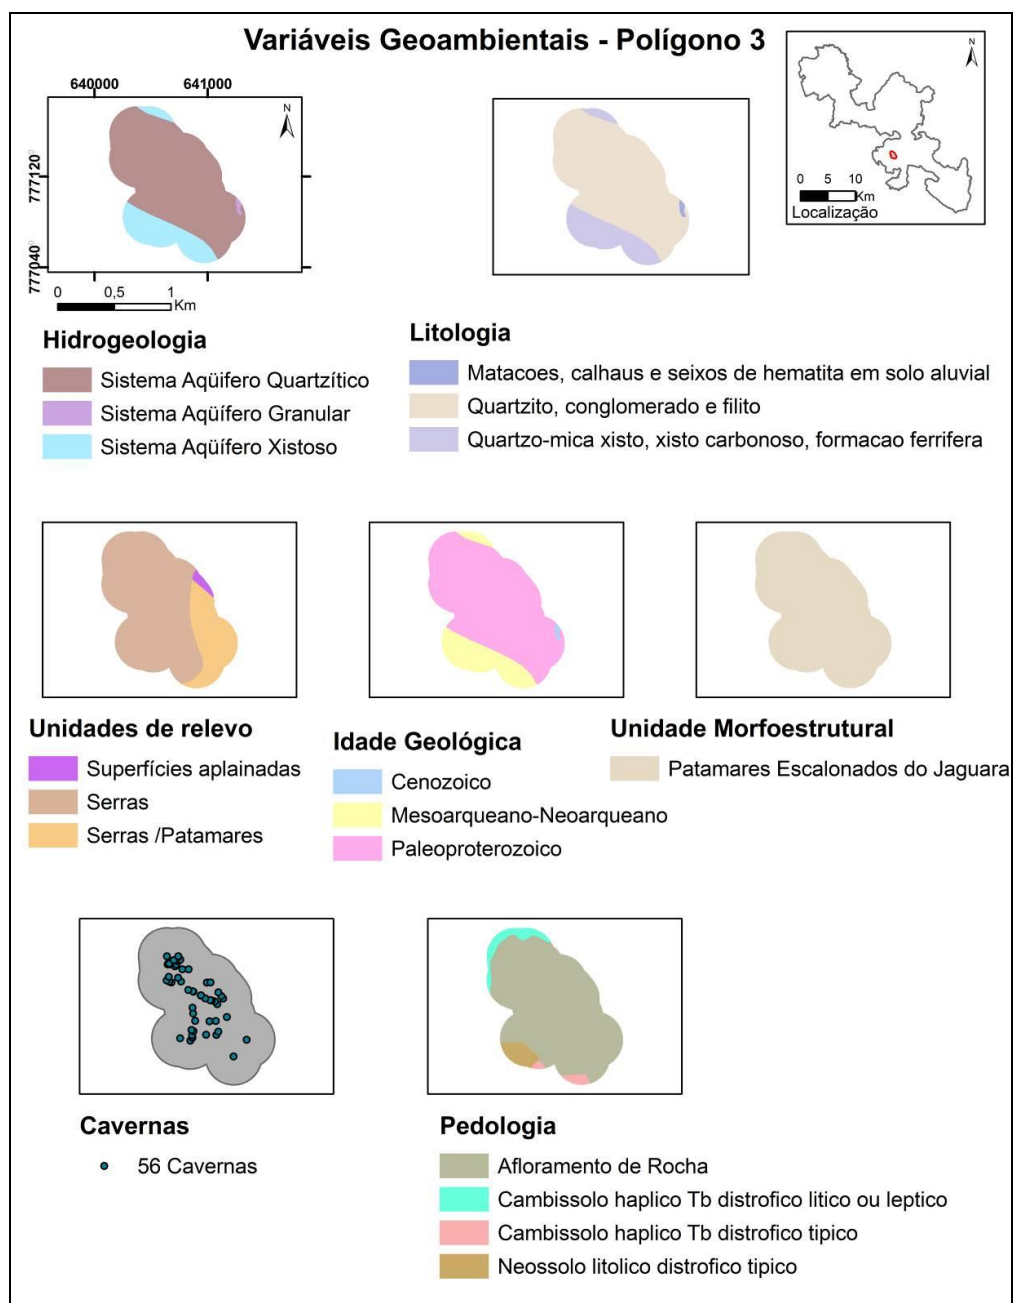 Variáveis Geoambientais - Polígono 3
640000 641000
N
N
777120
777040
0 0,5 1
Km
0 5 10
Km
Localização
Hidrogeologia
Sistema Aqüifero Quartzítico
Sistema Aqüífero Granular
Sistema Aqüífero Xistoso
Litologia
Matacoes, calhaus e seixos de hematita em solo aluvial
Quartzito, conglomerado e filito
Quartzo-mica xisto, xisto carbonoso, formacao ferrifera
Unidades de relevo
Superfícies aplainadas
Serras
Serras /Patamares
Idade Geológica
Cenozoico
Mesoarqueano-Neoarqueano
Paleoproterozoico
Unidade Morfoestrutural
Patamares Escalonados do Jaguara
Cavernas
56 Cavernas
Pedologia
Afloramento de Rocha
Cambissolo haplico Tb distrofico litico ou leptico
Cambissolo haplico Tb distrofico tipico
Neossolo litolico distrofico tipico